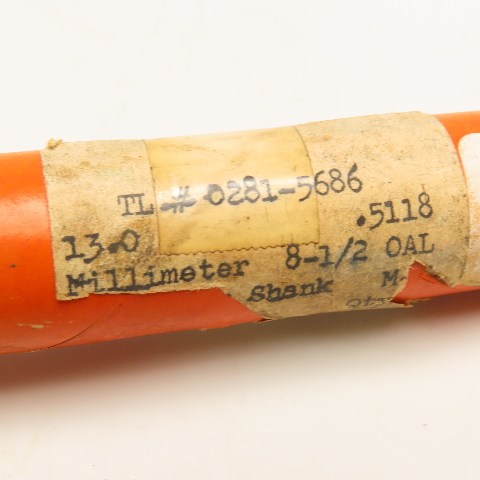 TL # 0281-5686
13.0 .5118
Millimeter 8-1/2 OAL
Shank M-